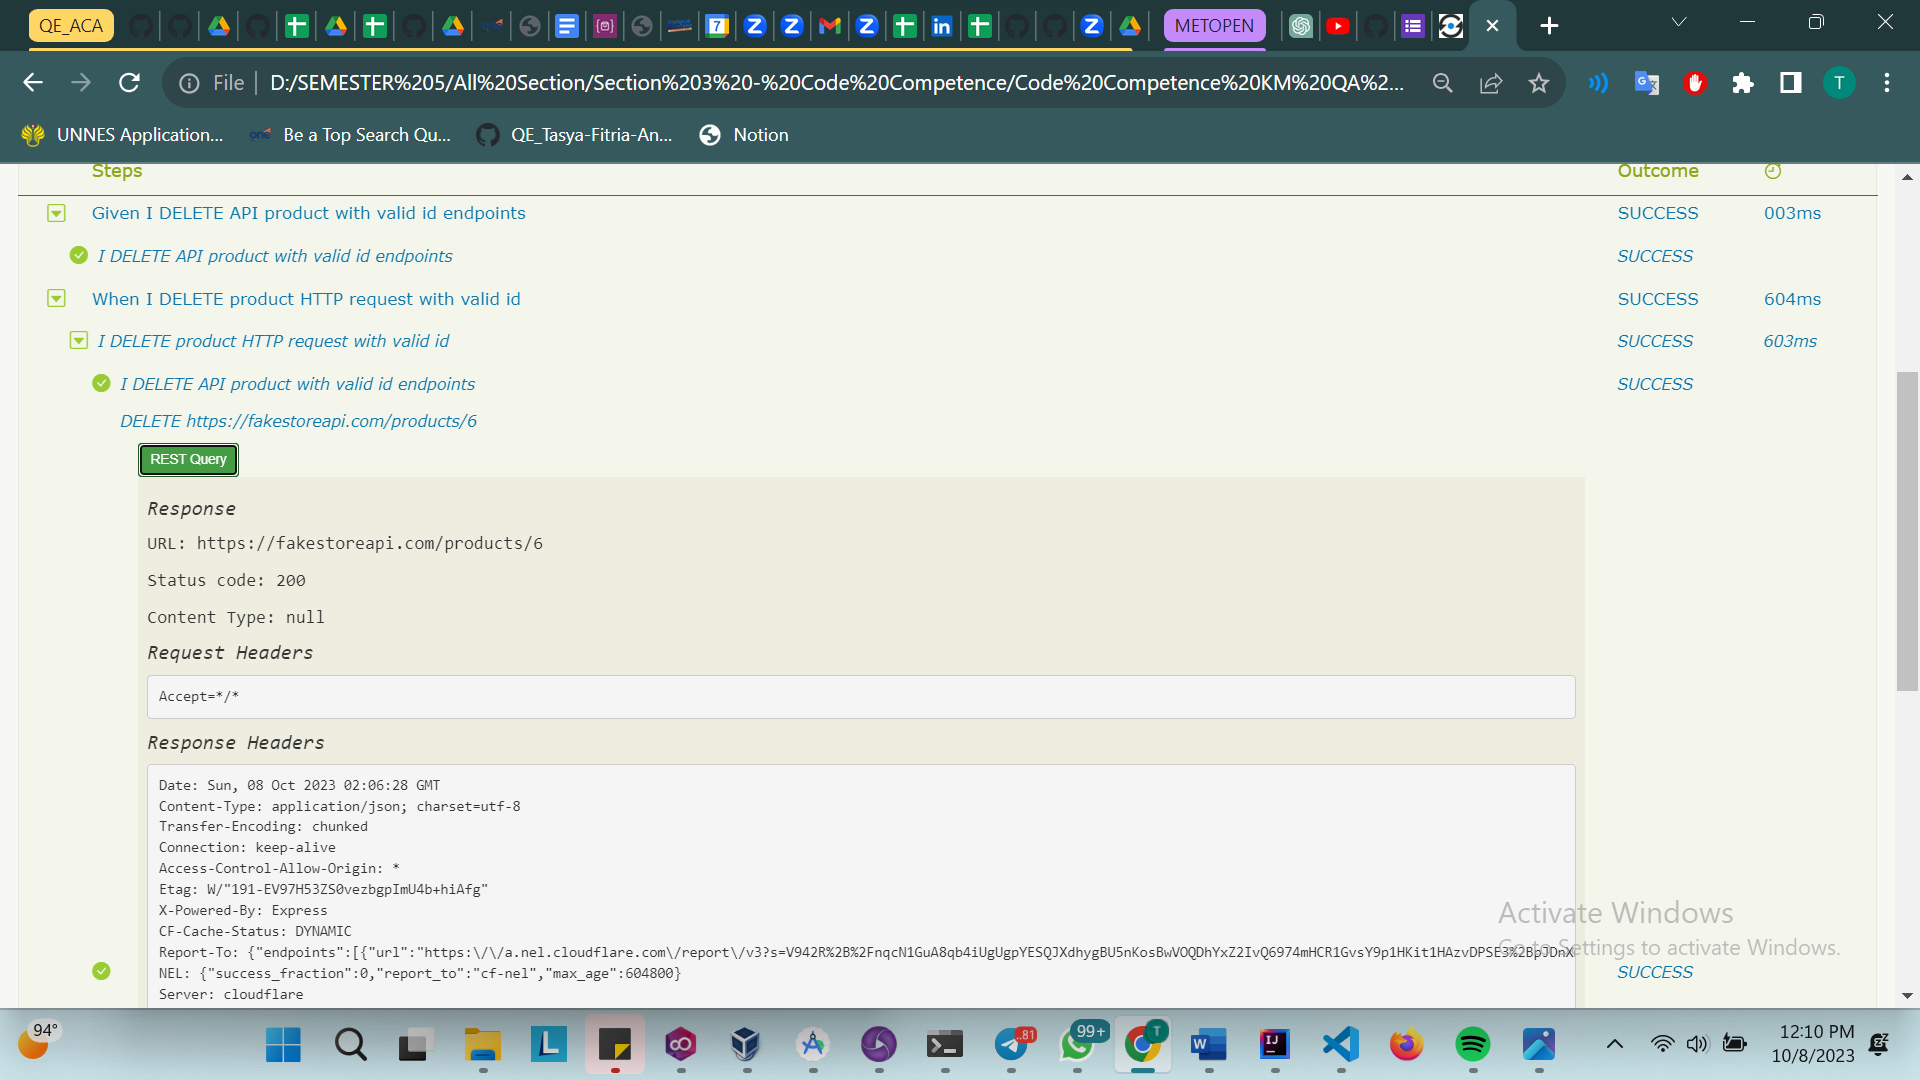 QE_ACA
METOPEN
File
D:/SEMESTER%205/All%20Section/Section%203%20-%20Code%20Competence/Code%20Competence%20KM%20QA%2...
T
UNNES Application...
Be a Top Search Qu...
QE_Tasya-Fitria-An...
Notion
Steps Outcome
Given I DELETE API product with valid id endpoints SUCCESS 003ms
I DELETE API product with valid id endpoints SUCCESS
When I DELETE product HTTP request with valid id SUCCESS 604ms
I DELETE product HTTP request with valid id SUCCESS 603ms
I DELETE API product with valid id endpoints SUCCESS
DELETE https://fakestoreapi.com/products/6
REST Query
Response
URL: https://fakestoreapi.com/products/6
Status code: 200
Content Type: null
Request Headers
Accept=*/*
Response Headers
Date: Sun, 08 Oct 2023 02:06:28 GMT
Content-Type: application/json; charset=utf-8
Transfer-Encoding: chunked
Connection: keep-alive
Access-Control-Allow-Origin: *
Etag: W/"191-EV97H53ZS0vezbgpImU4b+hiAfg"
X-Powered-By: Express
CF-Cache-Status: DYNAMIC
Report-To: {"endpoints":[{"url":"https:\/\/a.nel.cloudflare.com\/report\/v3?s=V942R%2B%2FnqcN1GuA8qb4iUgUgpYESQJXdhygBU5nKosBwVOQDhYxZ2IvQ6974mHCR1GvsY9p1HKit1HAzvDPSE3%2BpJDnX
NEL: {"success_fraction":0,"report_to":"cf-nel","max_age":604800}
Server: cloudflare
SUCCESS
Activate Windows
Go to Settings to activate Windows.
94°
..81
99+
T
12:10 PM
10/8/2023